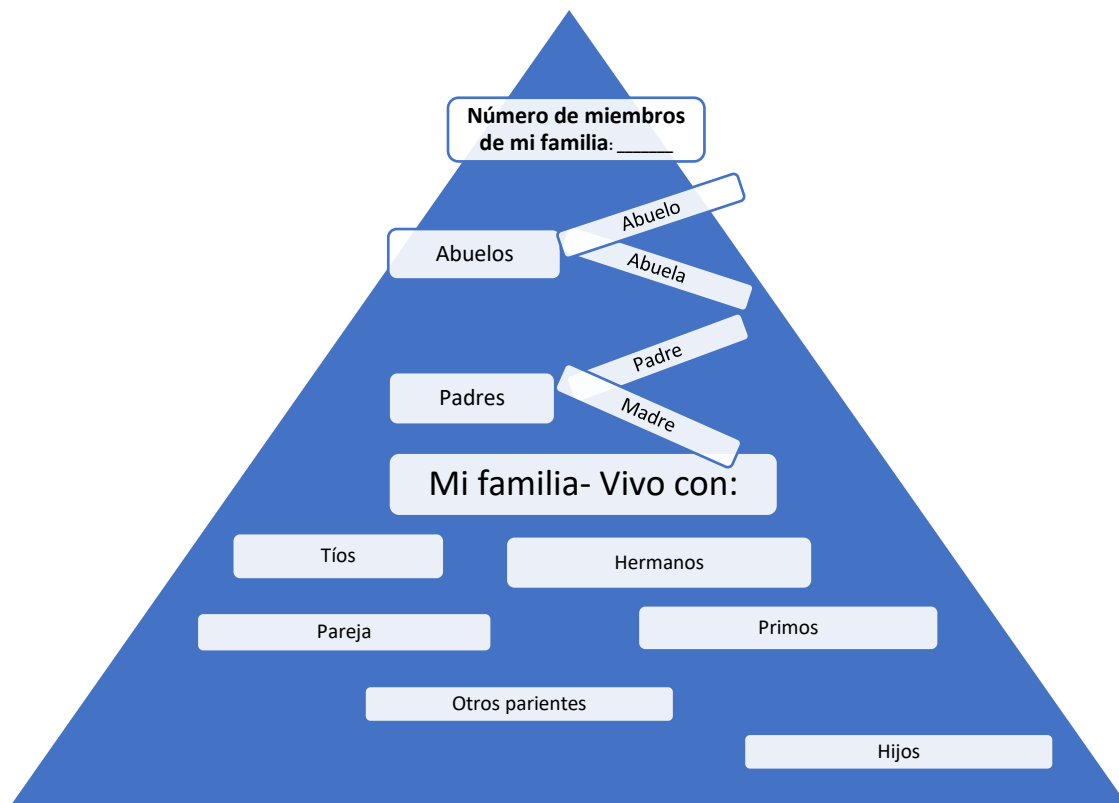 Número de miembros
de mi familia: ______
Abuelo
Abuelos
Abuela
Padre
Padres
Madre
Mi familia- Vivo con:
Tíos
Hermanos
Pareja
Primos
Otros parientes
Hijos